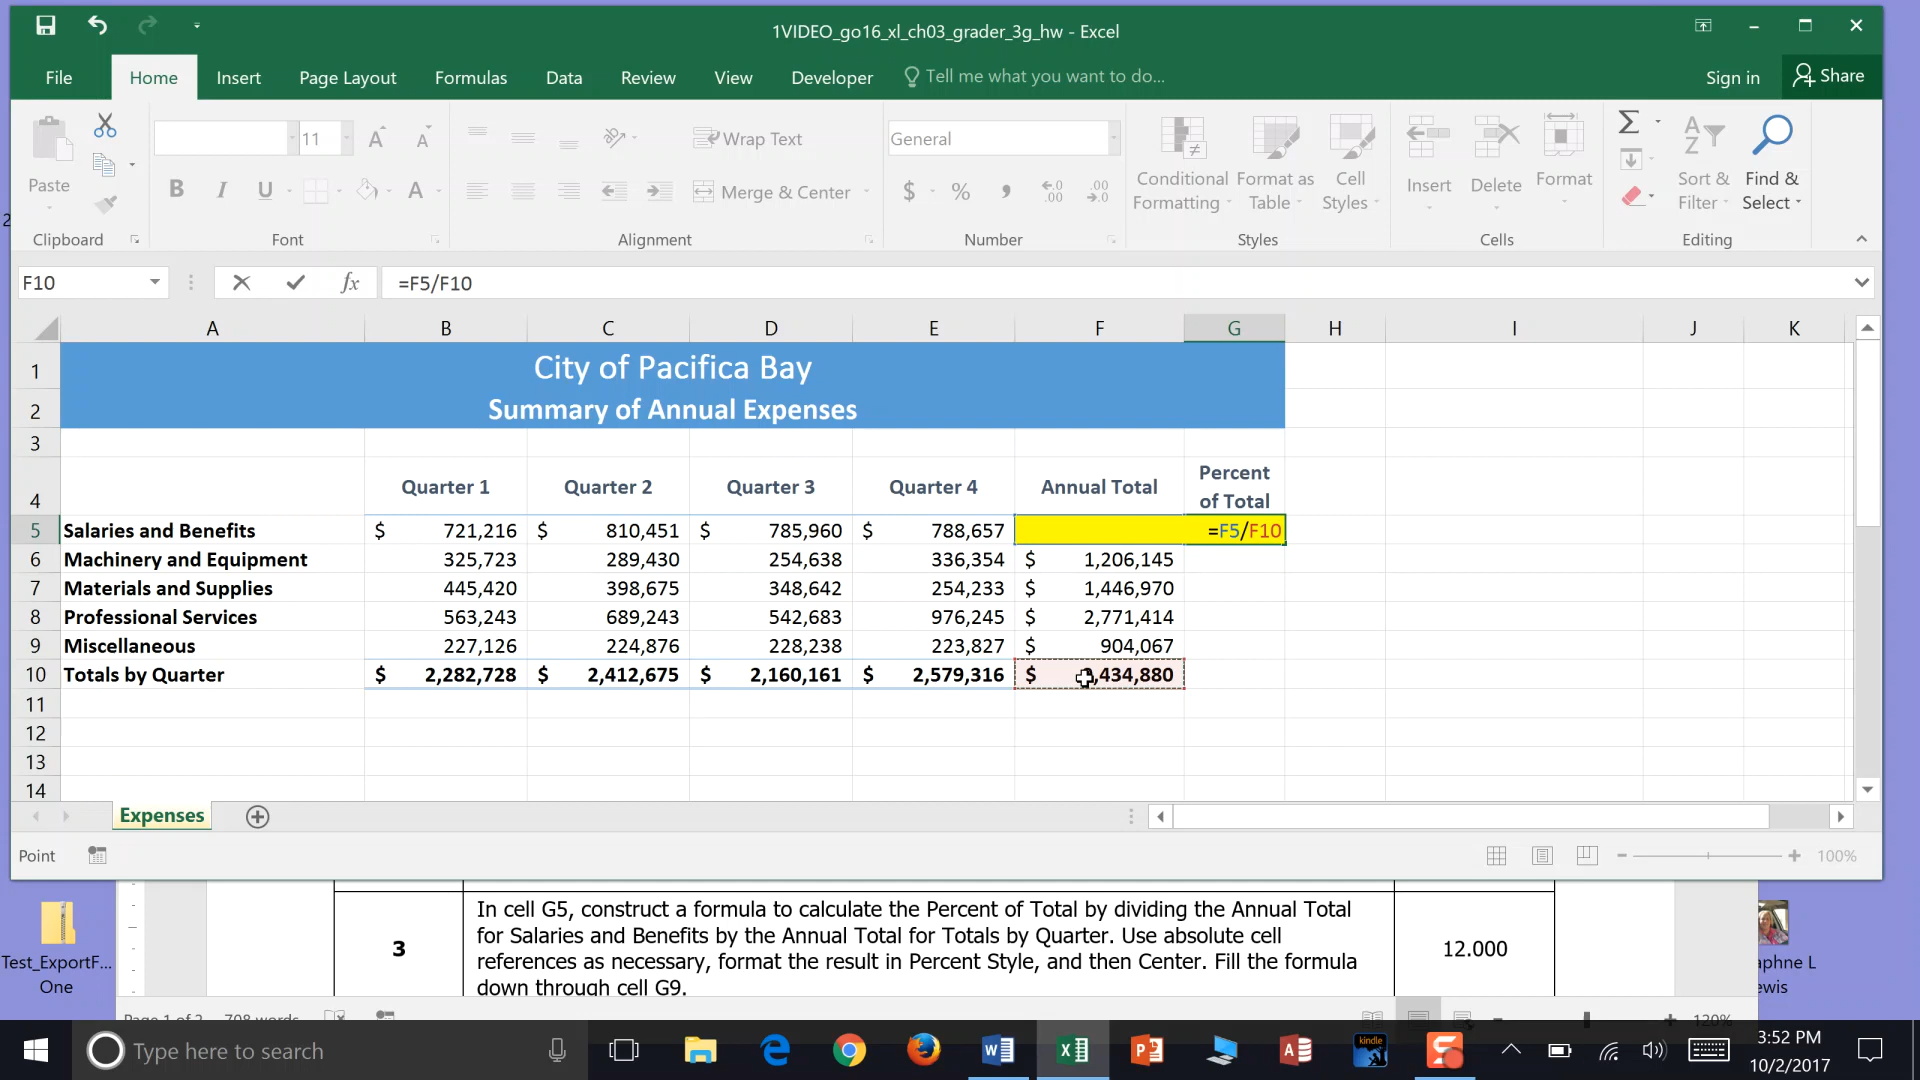 1VIDEO_go16_xl_ch03_grader_3g_hw - Excel
File Home Insert Page Layout Formulas Data Review View Developer Tell me what you want to do... Sign in Share
11 General
Wrap Text
Paste Merge & Center Conditional Formatting Format as Table Cell Styles Insert Delete Format Sort & Filter Find & Select
Clipboard Font Alignment Number Styles Cells Editing
F10 fx =F5/F10
A B C D E F G H I J K
1 City of Pacifica Bay
2 Summary of Annual Expenses
3
4 Quarter 1 Quarter 2 Quarter 3 Quarter 4 Annual Total Percent of Total
5 Salaries and Benefits $ 721,216 $ 810,451 $ 785,960 $ 788,657 =F5/F10
6 Machinery and Equipment 325,723 289,430 254,638 336,354 $ 1,206,145
7 Materials and Supplies 445,420 398,675 348,642 254,233 $ 1,446,970
8 Professional Services 563,243 689,243 542,683 976,245 $ 2,771,414
9 Miscellaneous 227,126 224,876 228,238 223,827 $ 904,067
10 Totals by Quarter $ 2,282,728 $ 2,412,675 $ 2,160,161 $ 2,579,316 $ ,434,880
11
12
13
14
Expenses
Point 100%
3
In cell G5, construct a formula to calculate the Percent of Total by dividing the Annual Total
for Salaries and Benefits by the Annual Total for Totals by Quarter. Use absolute cell
references as necessary, format the result in Percent Style, and then Center. Fill the formula
down through cell G9.
12.000
Test_ExportF...
One
aphne L
ewis
Page 1 of 2 708 words 120%
Type here to search
kindle
3:52 PM
10/2/2017